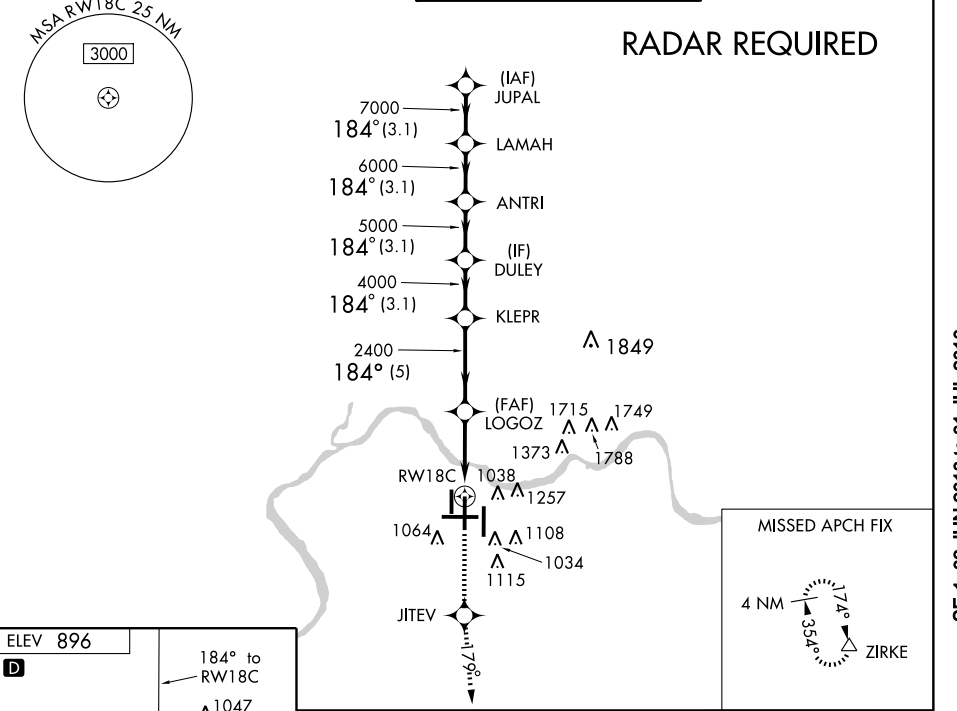 MSA RW18C 25 NM
3000
RADAR REQUIRED
(IAF)
JUPAL
7000
184° (3.1)
LAMAH
6000
184° (3.1)
ANTRI
5000
184° (3.1)
(IF)
DULEY
4000
184° (3.1)
KLEPR
2400
184° (5)
1849
(FAF)
LOGOZ
1715
1749
1373
1788
RW18C
1038
1257
1064
1108
1034
1115
JITEV
179°
MISSED APCH FIX
4 NM
174°
354°
ZIRKE
ELEV 896
D
184° to
RW18C
1047